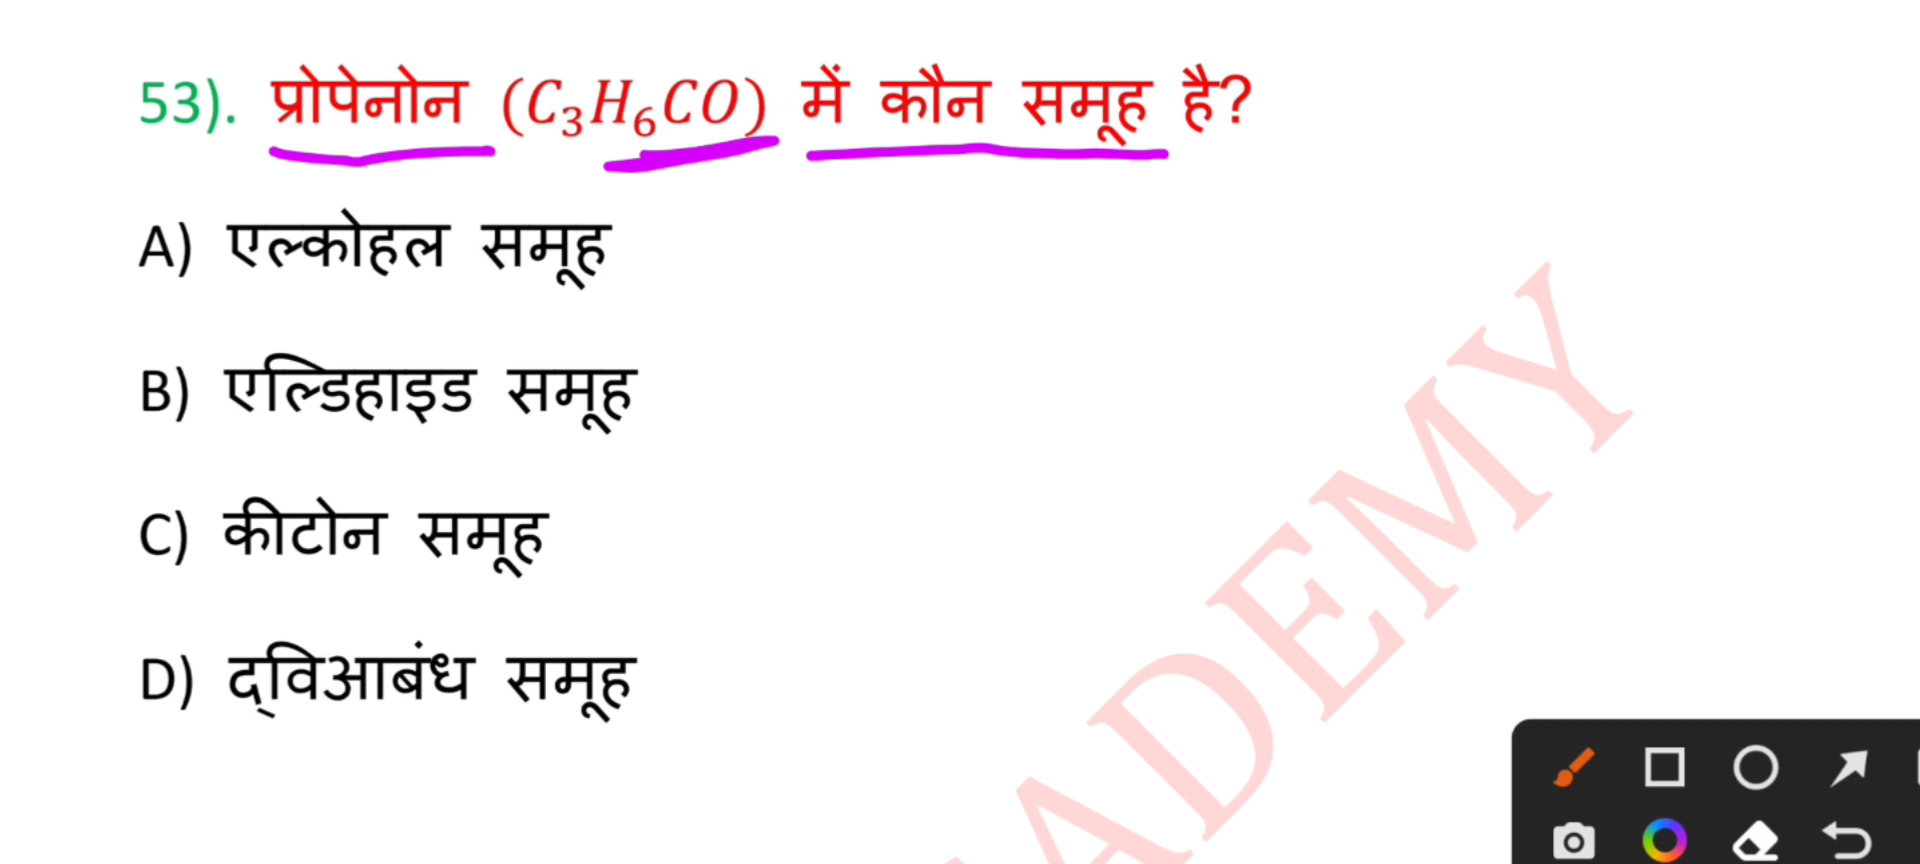 53). प्रोपेनोन (C₃H₆CO) में कौन समूह है?
A) एल्कोहल समूह
B) एल्डिहाइड समूह
C) कीटोन समूह
D) द्विआबंध समूह
ADEMY